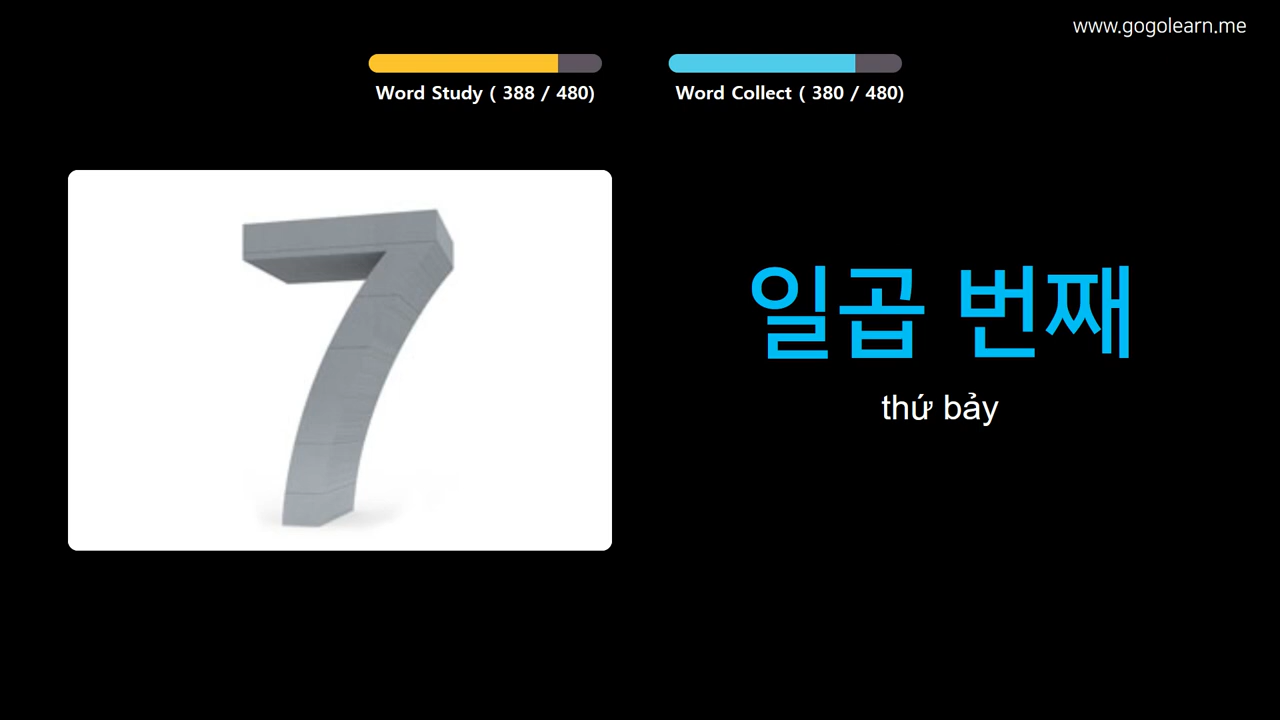 www.gogolearn.me
Word Study ( 388 / 480)
Word Collect ( 380 / 480)
7
일곱 번째
thứ bảy